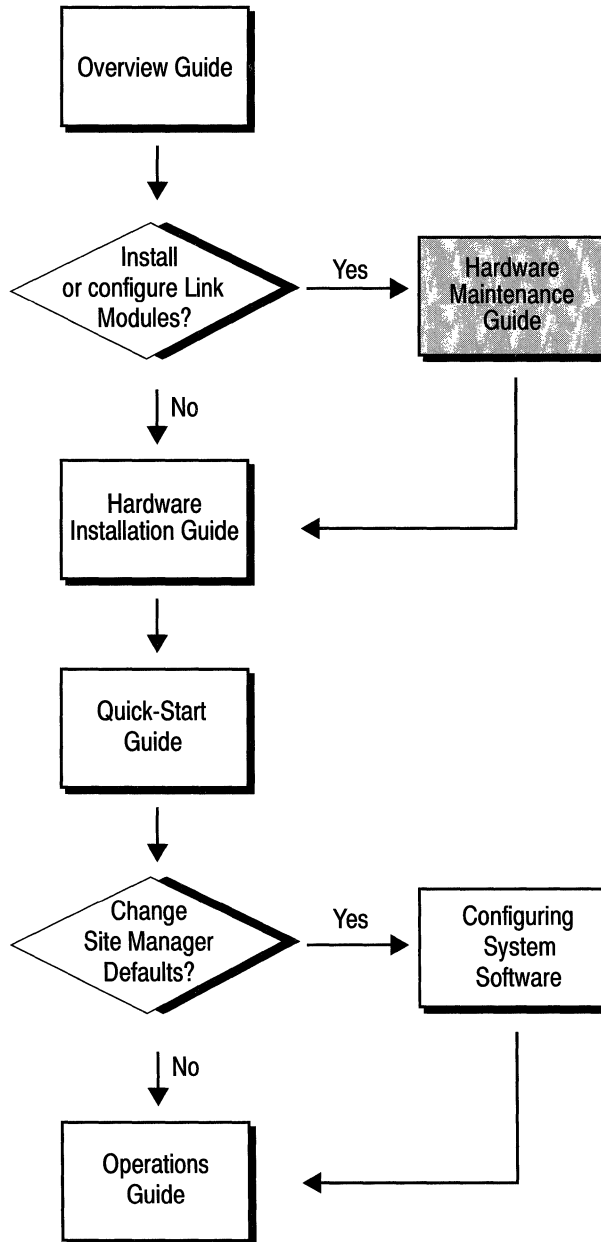 Overview Guide
Install
or configure Link
Modules?
Yes
Hardware
Maintenance
Guide
No
Hardware
Installation Guide
Quick-Start
Guide
Change
Site Manager
Defaults?
Yes
Configuring
System
Software
No
Operations
Guide